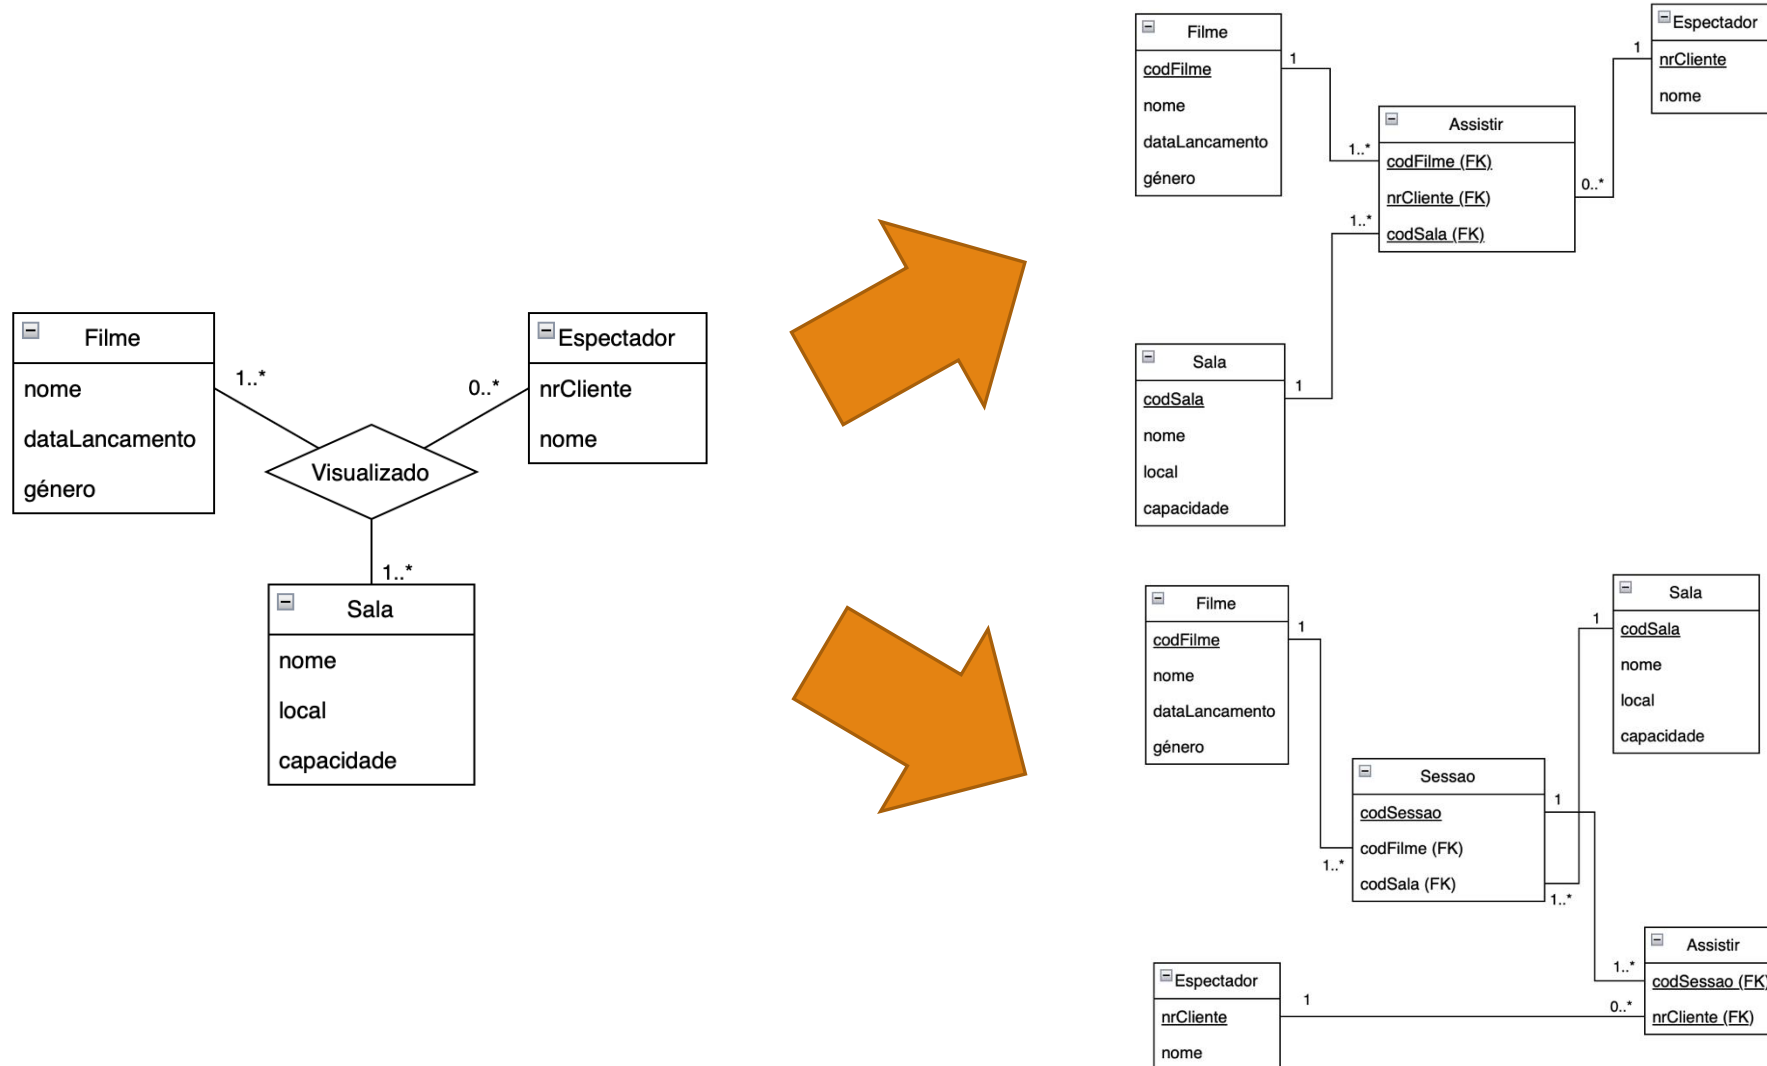 Filme
nome
dataLancamento
género
1..*
Espectador
nrCliente
nome
0..*
Visualizado
1..*
Sala
nome
local
capacidade
Filme
codFilme
nome
dataLancamento
género
1
1..*
Espectador
nrCliente
nome
1
0..*
Assistir
codFilme (FK)
nrCliente (FK)
codSala (FK)
1..*
Sala
codSala
nome
local
capacidade
1
Filme
codFilme
nome
dataLancamento
género
1
1..*
Sala
codSala
nome
local
capacidade
1
Sessao
codSessao
codFilme (FK)
codSala (FK)
1
1..*
Assistir
codSessao (FK)
nrCliente (FK)
1..*
0..*
Espectador
nrCliente
nome
1